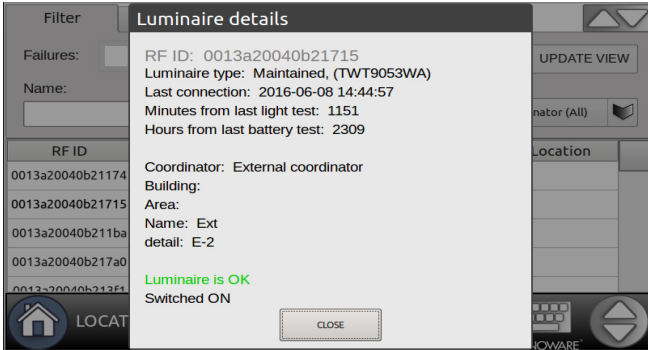 Filter
Luminaire details
Failures:
UPDATE VIEW
Name:
nator (All)
RF ID: 0013a20040b21715
Luminaire type: Maintained, (TWT9053WA)
Last connection: 2016-06-08 14:44:57
Minutes from last light test: 1151
Hours from last battery test: 2309
Coordinator: External coordinator
Building:
Area:
Name: Ext
detail: E-2
Luminaire is OK
Switched ON
CLOSE
RF ID
Location
0013a20040b21174
0013a20040b21715
0013a20040b211ba
0013a20040b217a0
0013a20040b213f1
LOCAT
NOWARE